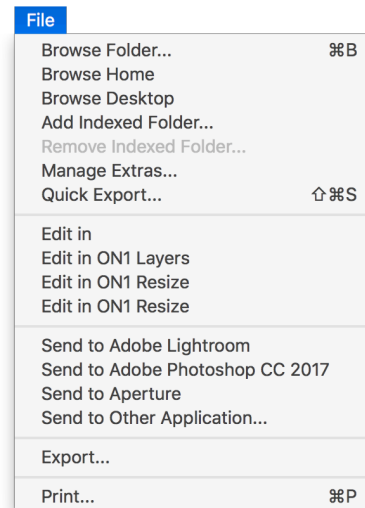 File
Browse Folder... ⌘B
Browse Home
Browse Desktop
Add Indexed Folder...
Remove Indexed Folder...
Manage Extras...
Quick Export... ⇧⌘S
Edit in
Edit in ON1 Layers
Edit in ON1 Resize
Edit in ON1 Resize
Send to Adobe Lightroom
Send to Adobe Photoshop CC 2017
Send to Aperture
Send to Other Application...
Export...
Print... ⌘P